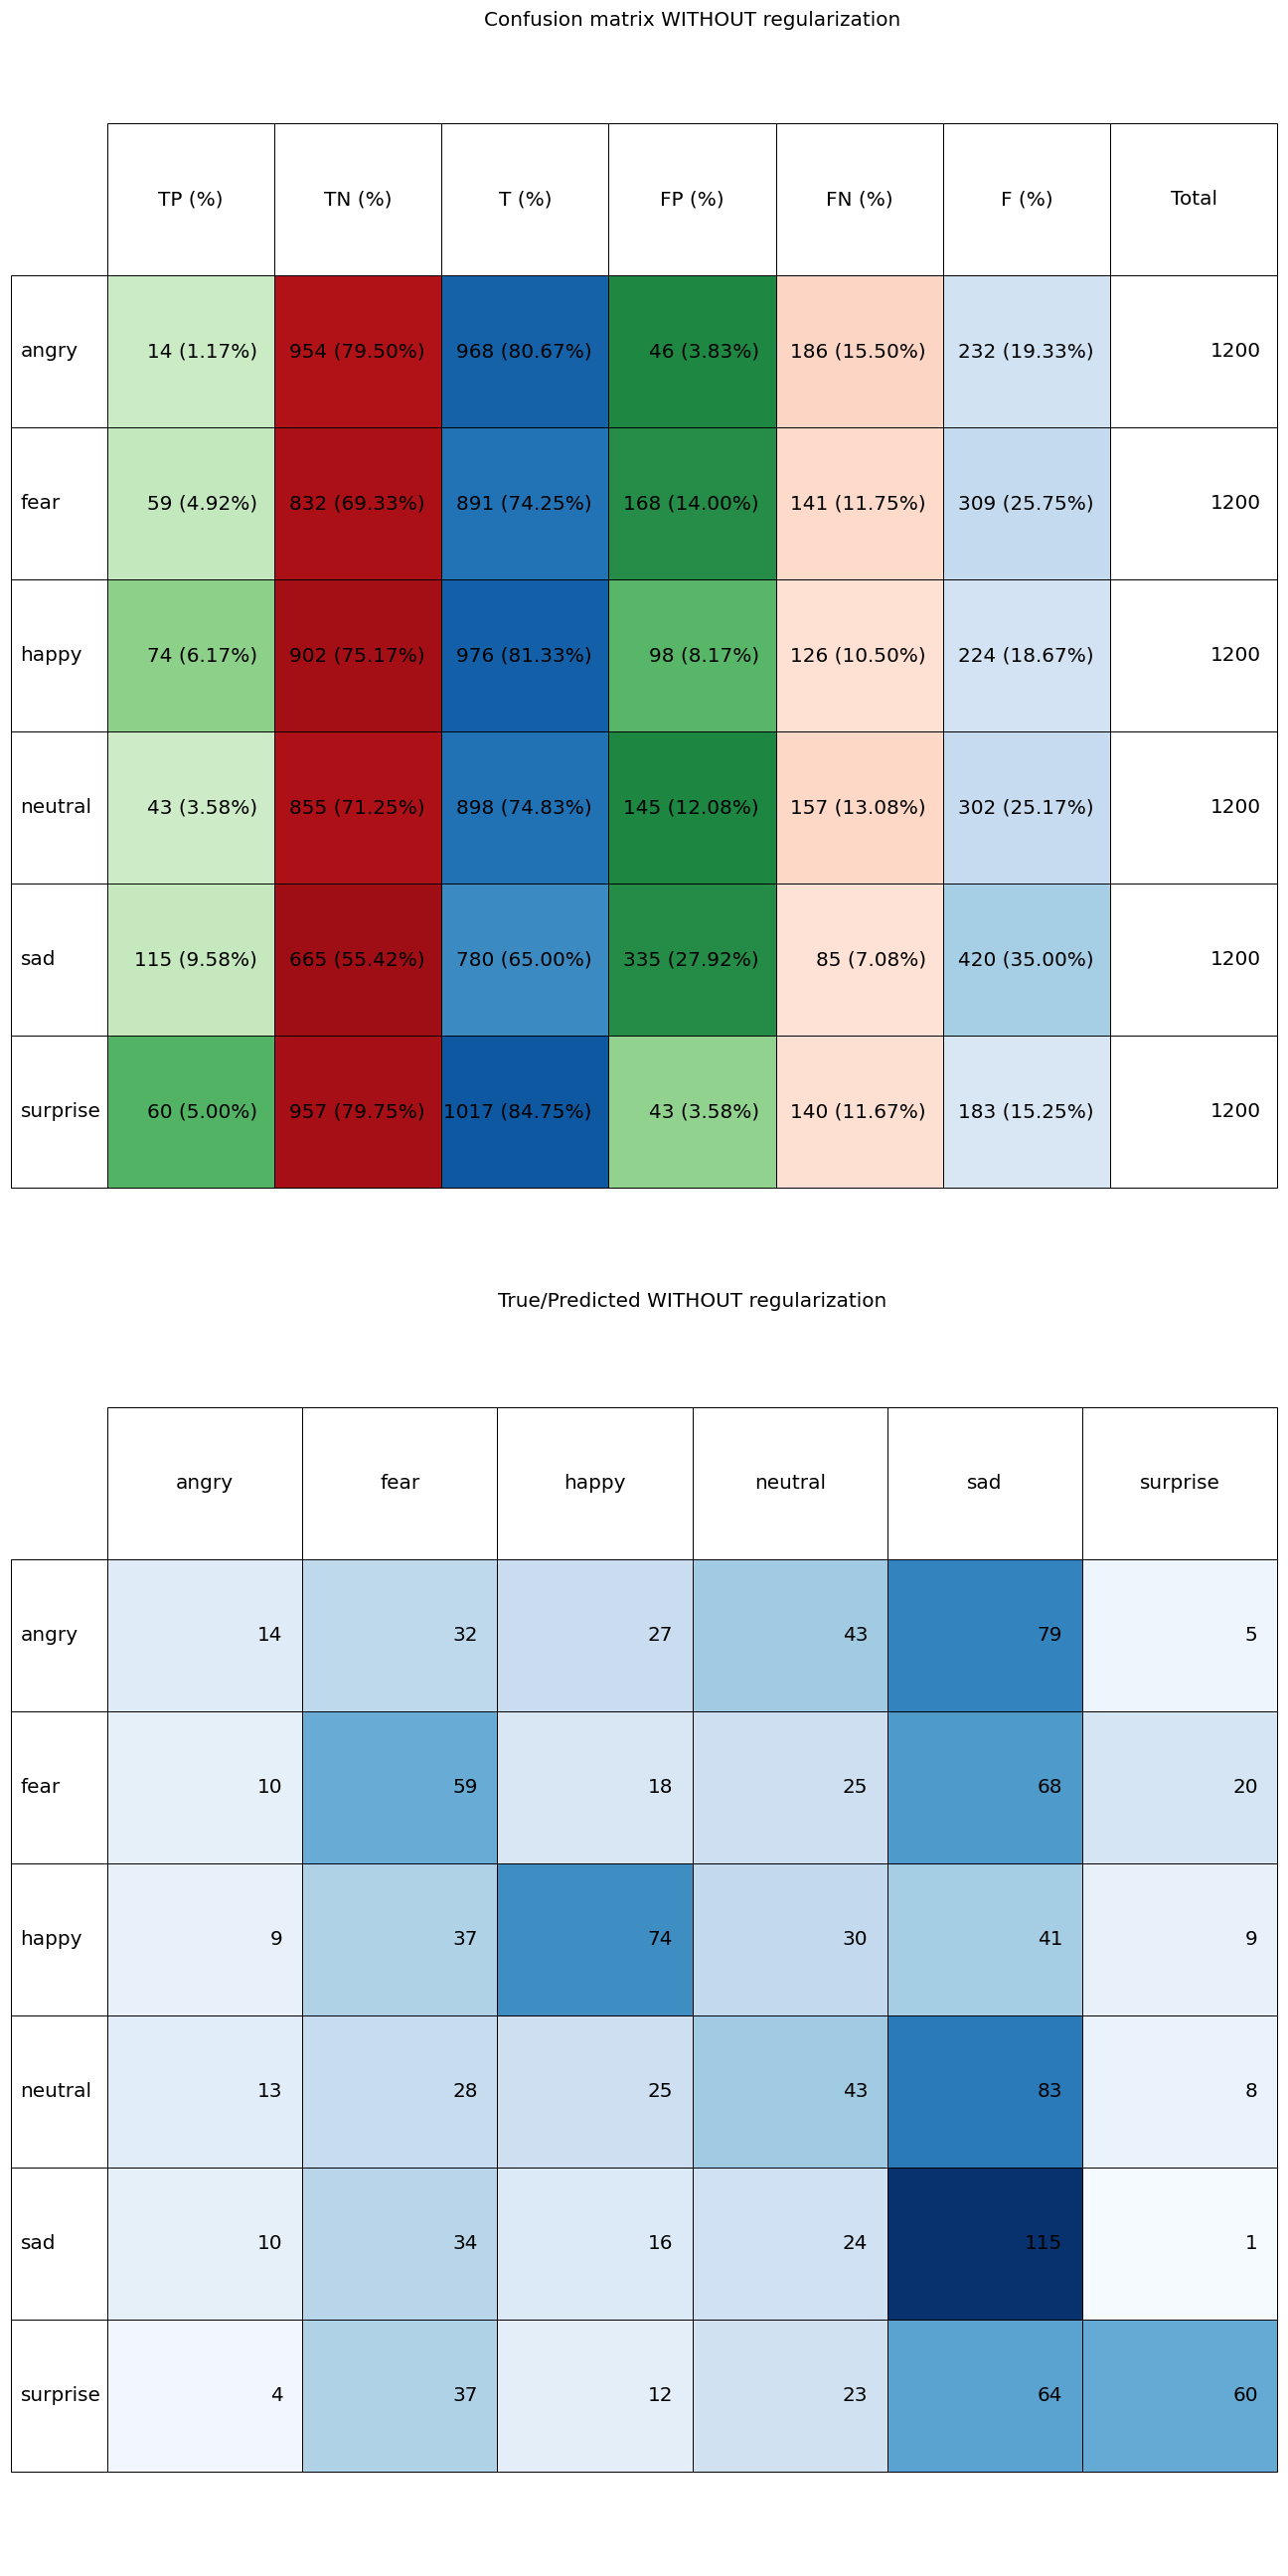 Confusion matrix WITHOUT regularization
TP (%) TN (%) T (%) FP (%) FN (%) F (%) Total
angry 14 (1.17%) 954 (79.50%) 968 (80.67%) 46 (3.83%) 186 (15.50%) 232 (19.33%) 1200
fear 59 (4.92%) 832 (69.33%) 891 (74.25%) 168 (14.00%) 141 (11.75%) 309 (25.75%) 1200
happy 74 (6.17%) 902 (75.17%) 976 (81.33%) 98 (8.17%) 126 (10.50%) 224 (18.67%) 1200
neutral 43 (3.58%) 855 (71.25%) 898 (74.83%) 145 (12.08%) 157 (13.08%) 302 (25.17%) 1200
sad 115 (9.58%) 665 (55.42%) 780 (65.00%) 335 (27.92%) 85 (7.08%) 420 (35.00%) 1200
surprise 60 (5.00%) 957 (79.75%) 1017 (84.75%) 43 (3.58%) 140 (11.67%) 183 (15.25%) 1200
True/Predicted WITHOUT regularization
angry fear happy neutral sad surprise
angry 14 32 27 43 79 5
fear 10 59 18 25 68 20
happy 9 37 74 30 41 9
neutral 13 28 25 43 83 8
sad 10 34 16 24 115 1
surprise 4 37 12 23 64 60